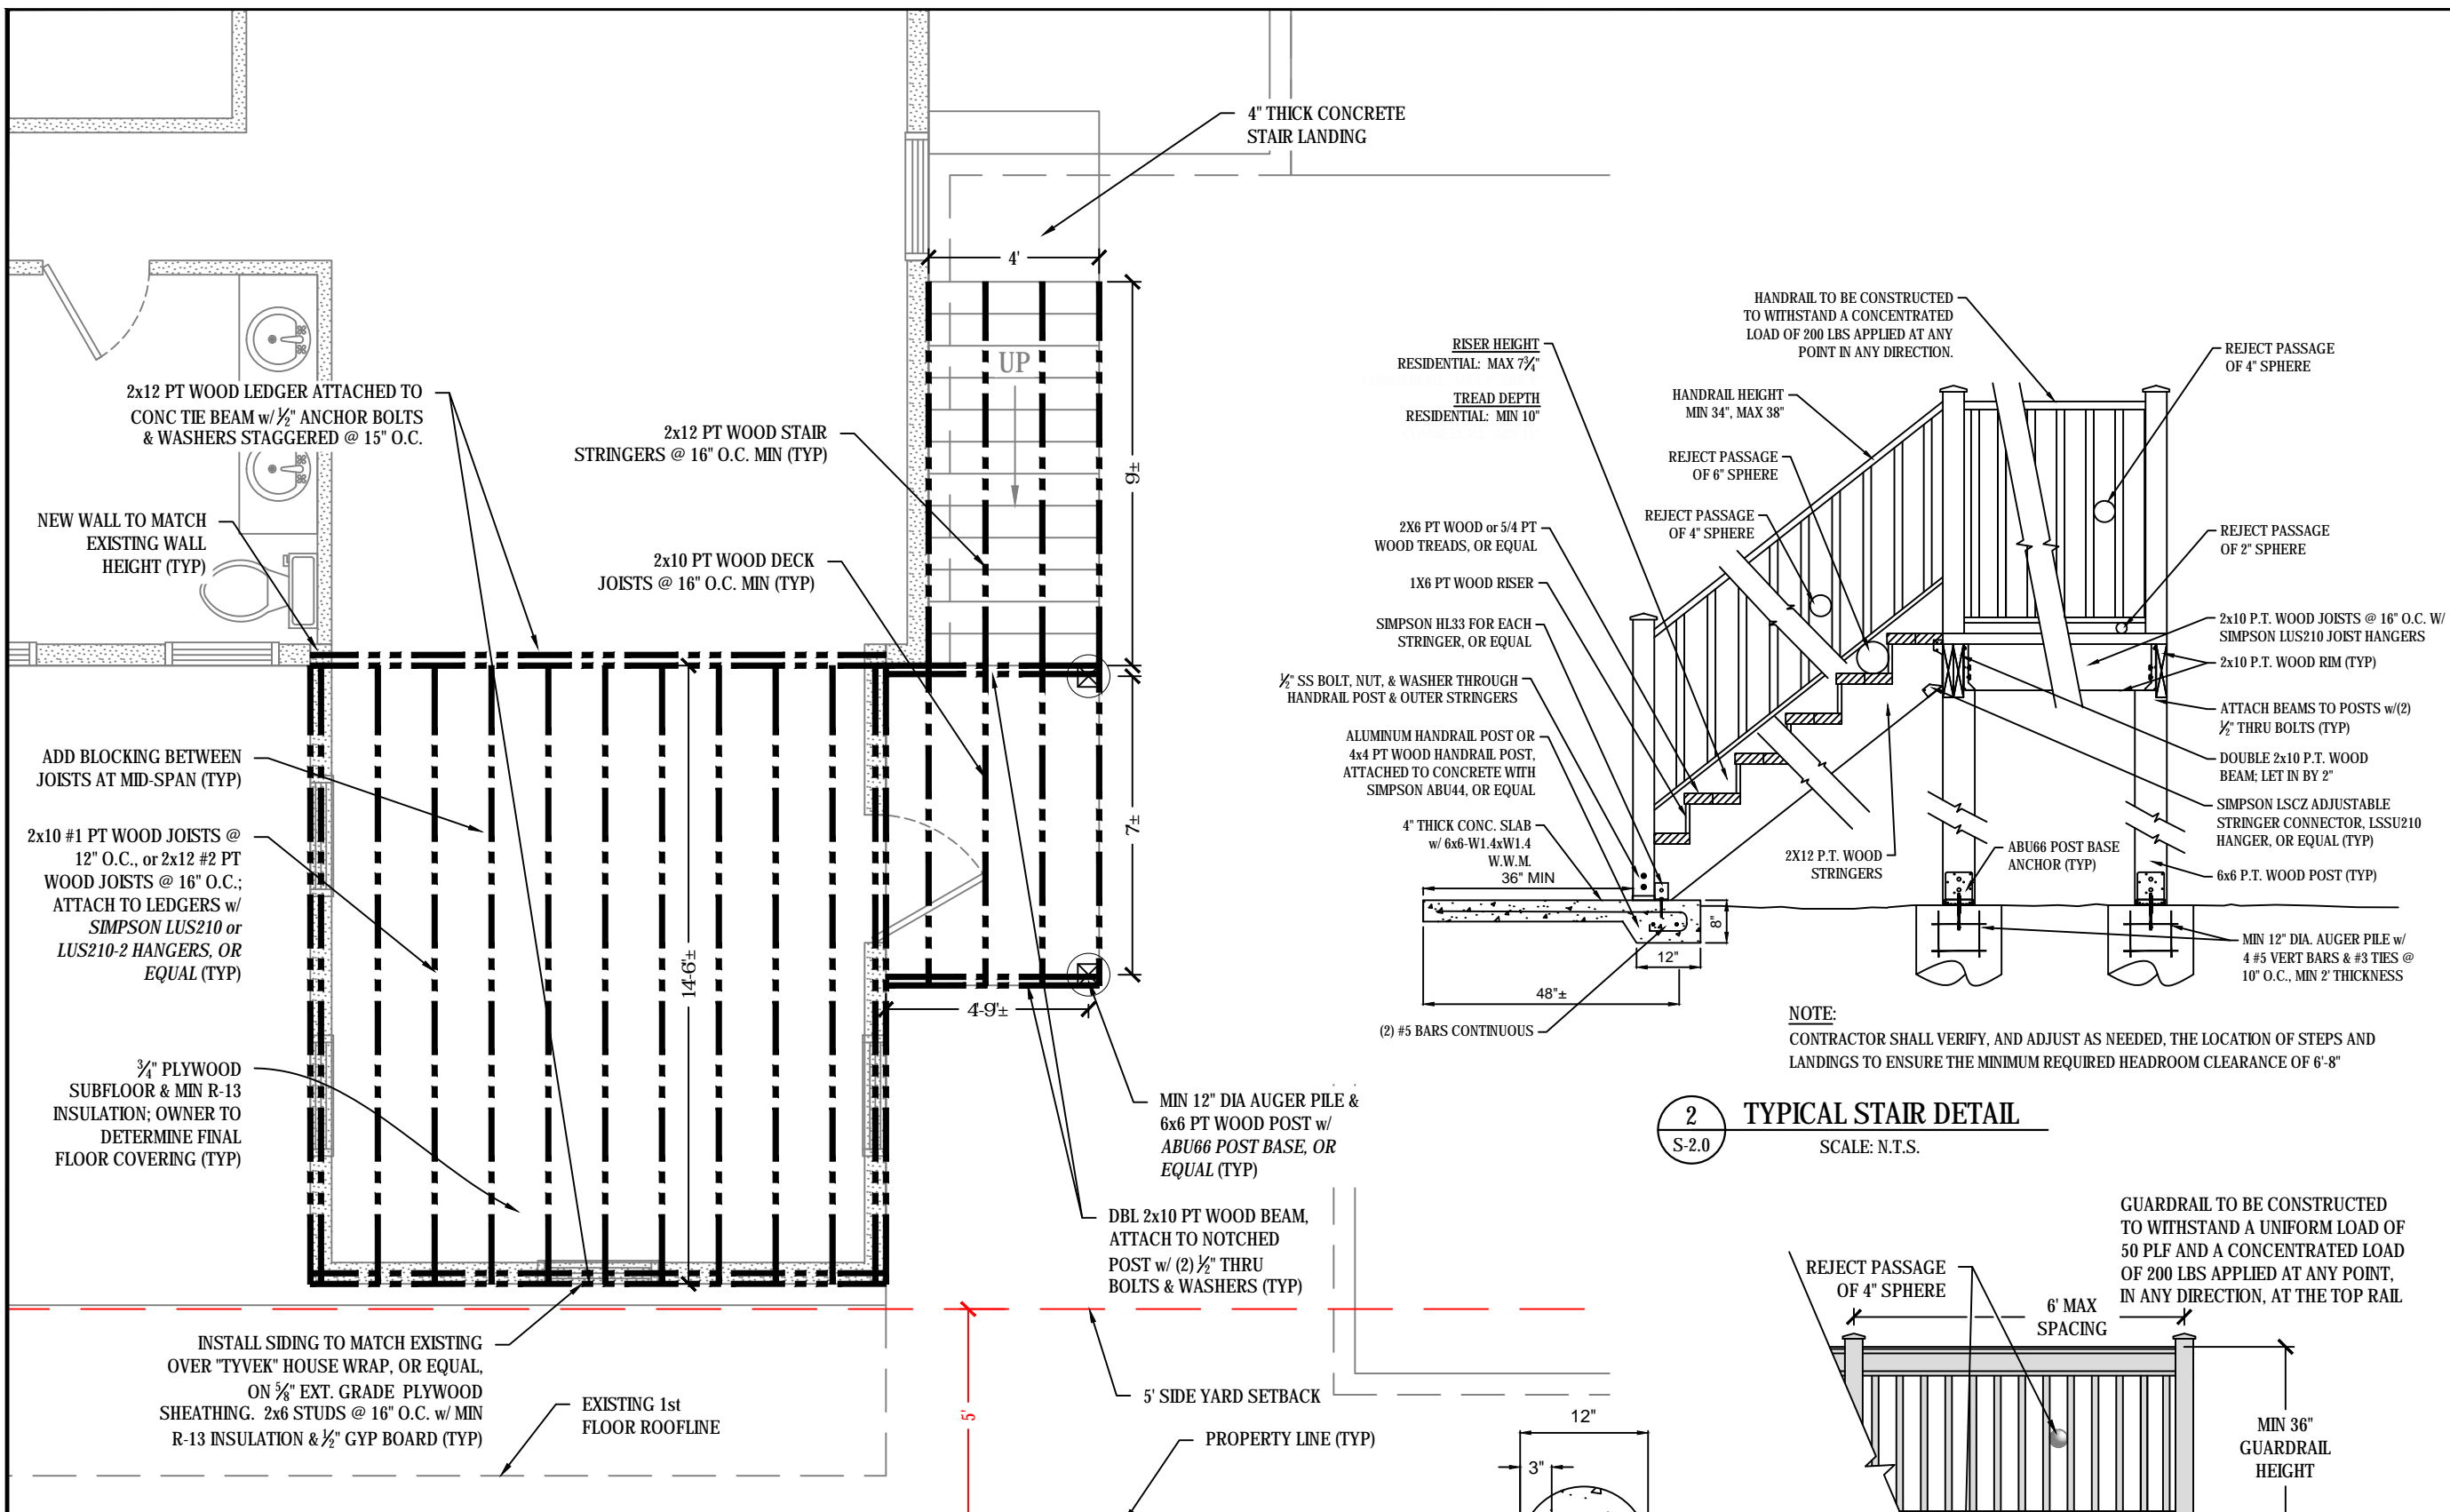 4" THICK CONCRETE
STAIR LANDING
4'
UP
9'±
2x12 PT WOOD LEDGER ATTACHED TO
CONC TIE BEAM w/ ½" ANCHOR BOLTS
& WASHERS STAGGERED @ 15" O.C.
2x12 PT WOOD STAIR
STRINGERS @ 16" O.C. MIN (TYP)
NEW WALL TO MATCH
EXISTING WALL
HEIGHT (TYP)
2x10 PT WOOD DECK
JOISTS @ 16" O.C. MIN (TYP)
ADD BLOCKING BETWEEN
JOISTS AT MID-SPAN (TYP)
2x10 #1 PT WOOD JOISTS @
12" O.C., or 2x12 #2 PT
WOOD JOISTS @ 16" O.C.;
ATTACH TO LEDGERS w/
SIMPSON LUS210 or
LUS210-2 HANGERS, OR
EQUAL (TYP)
7'±
14'-6"±
4'-9"±
¾" PLYWOOD
SUBFLOOR & MIN R-13
INSULATION; OWNER TO
DETERMINE FINAL
FLOOR COVERING (TYP)
MIN 12" DIA AUGER PILE &
6x6 PT WOOD POST w/
ABU66 POST BASE, OR
EQUAL (TYP)
DBL 2x10 PT WOOD BEAM,
ATTACH TO NOTCHED
POST w/ (2) ½" THRU
BOLTS & WASHERS (TYP)
INSTALL SIDING TO MATCH EXISTING
OVER "TYVEK" HOUSE WRAP, OR EQUAL,
ON ⅝" EXT. GRADE PLYWOOD
SHEATHING. 2x6 STUDS @ 16" O.C. w/ MIN
R-13 INSULATION & ½" GYP BOARD (TYP)
EXISTING 1st
FLOOR ROOFLINE
5'
5' SIDE YARD SETBACK
PROPERTY LINE (TYP)
HANDRAIL TO BE CONSTRUCTED
TO WITHSTAND A CONCENTRATED
LOAD OF 200 LBS APPLIED AT ANY
POINT IN ANY DIRECTION.
RISER HEIGHT
RESIDENTIAL: MAX 7¾"
TREAD DEPTH
RESIDENTIAL: MIN 10"
HANDRAIL HEIGHT
MIN 34", MAX 38"
REJECT PASSAGE
OF 6" SPHERE
REJECT PASSAGE
OF 4" SPHERE
2X6 PT WOOD or 5/4 PT
WOOD TREADS, OR EQUAL
1X6 PT WOOD RISER
SIMPSON HL33 FOR EACH
STRINGER, OR EQUAL
½" SS BOLT, NUT, & WASHER THROUGH
HANDRAIL POST & OUTER STRINGERS
ALUMINUM HANDRAIL POST OR
4x4 PT WOOD HANDRAIL POST,
ATTACHED TO CONCRETE WITH
SIMPSON ABU44, OR EQUAL
4" THICK CONC. SLAB
w/ 6x6-W1.4xW1.4
W.W.M.
36" MIN
8"
12"
48"±
(2) #5 BARS CONTINUOUS
2X12 P.T. WOOD
STRINGERS
ABU66 POST BASE
ANCHOR (TYP)
REJECT PASSAGE
OF 4" SPHERE
REJECT PASSAGE
OF 2" SPHERE
2x10 P.T. WOOD JOISTS @ 16" O.C. W/
SIMPSON LUS210 JOIST HANGERS
2x10 P.T. WOOD RIM (TYP)
ATTACH BEAMS TO POSTS w/(2)
½" THRU BOLTS (TYP)
DOUBLE 2x10 P.T. WOOD
BEAM; LET IN BY 2"
SIMPSON LSCZ ADJUSTABLE
STRINGER CONNECTOR, LSSU210
HANGER, OR EQUAL (TYP)
6x6 P.T. WOOD POST (TYP)
MIN 12" DIA. AUGER PILE w/
4 #5 VERT BARS & #3 TIES @
10" O.C., MIN 2' THICKNESS
NOTE:
CONTRACTOR SHALL VERIFY, AND ADJUST AS NEEDED, THE LOCATION OF STEPS AND
LANDINGS TO ENSURE THE MINIMUM REQUIRED HEADROOM CLEARANCE OF 6'-8"
2
S-2.0
TYPICAL STAIR DETAIL
SCALE: N.T.S.
GUARDRAIL TO BE CONSTRUCTED
TO WITHSTAND A UNIFORM LOAD OF
50 PLF AND A CONCENTRATED LOAD
OF 200 LBS APPLIED AT ANY POINT,
IN ANY DIRECTION, AT THE TOP RAIL
REJECT PASSAGE
OF 4" SPHERE
6' MAX
SPACING
MIN 36"
GUARDRAIL
HEIGHT
12"
3"